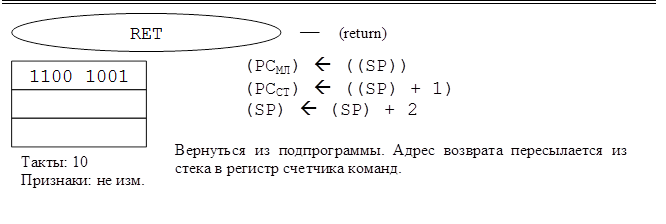 RET — (return)
1100 1001
(PCМЛ) ← ((SP))
(PCСТ) ← ((SP) + 1)
(SP) ← (SP) + 2
Такты: 10
Признаки: не изм.
Вернуться из подпрограммы. Адрес возврата пересылается из
стека в регистр счетчика команд.